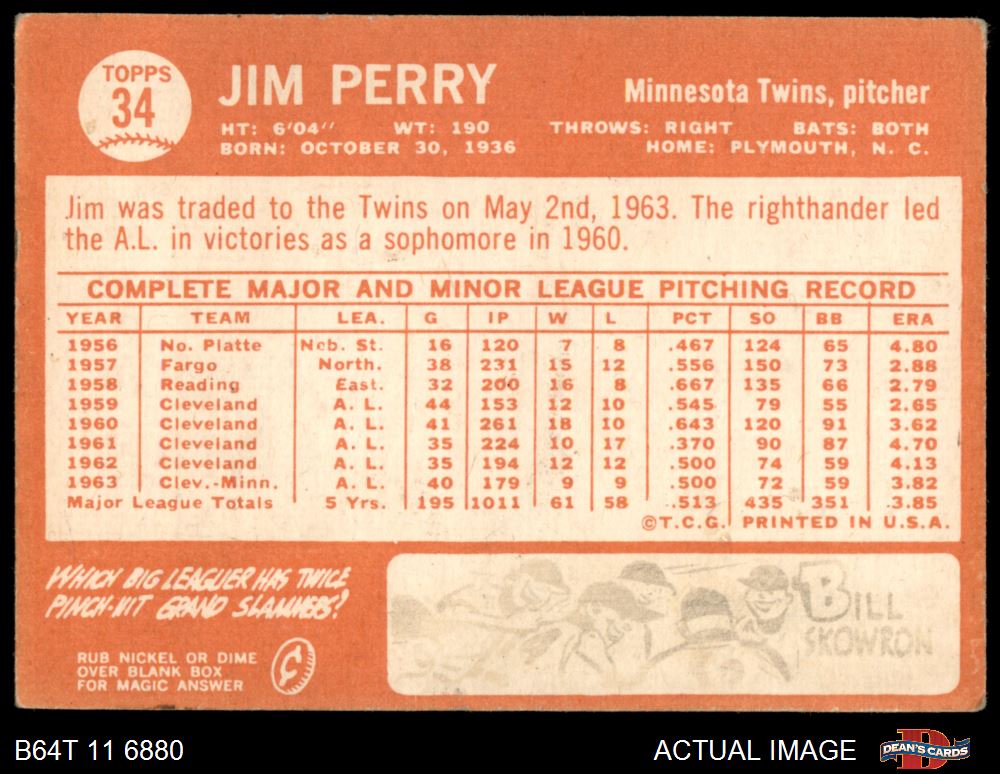 TOPPS
34
JIM PERRY
Minnesota Twins, pitcher
HT: 6'04" WT: 190 THROWS: RIGHT BATS: BOTH
BORN: OCTOBER 30, 1936 HOME: PLYMOUTH, N. C.
Jim was traded to the Twins on May 2nd, 1963. The righthander led
the A.L. in victories as a sophomore in 1960.
COMPLETE MAJOR AND MINOR LEAGUE PITCHING RECORD
YEAR TEAM LEA. G IP W L PCT SO BB ERA
1956 No. Platte Neb. St. 16 120 7 8 .467 124 65 4.80
1957 Fargo North. 38 231 15 12 .556 150 73 2.88
1958 Reading East. 32 200 16 8 .667 135 66 2.79
1959 Cleveland A. L. 44 153 12 10 .545 79 55 2.65
1960 Cleveland A. L. 41 261 18 10 .643 120 91 3.62
1961 Cleveland A. L. 35 224 10 17 .370 90 87 4.70
1962 Cleveland A. L. 35 194 12 12 .500 74 59 4.13
1963 Clev.-Minn. A. L. 40 179 9 9 .500 72 59 3.82
Major League Totals 5 Yrs. 195 1011 61 58 .513 435 351 3.85
©T.C.G. PRINTED IN U.S.A.
WHICH BIG LEAGUER HAS TWICE
PINCH-HIT GRAND SLAMMERS?
RUB NICKEL OR DIME
OVER BLANK BOX
FOR MAGIC ANSWER
BILL
SKOWRON
B64T 11 6880
ACTUAL IMAGE
DEAN'S CARDS